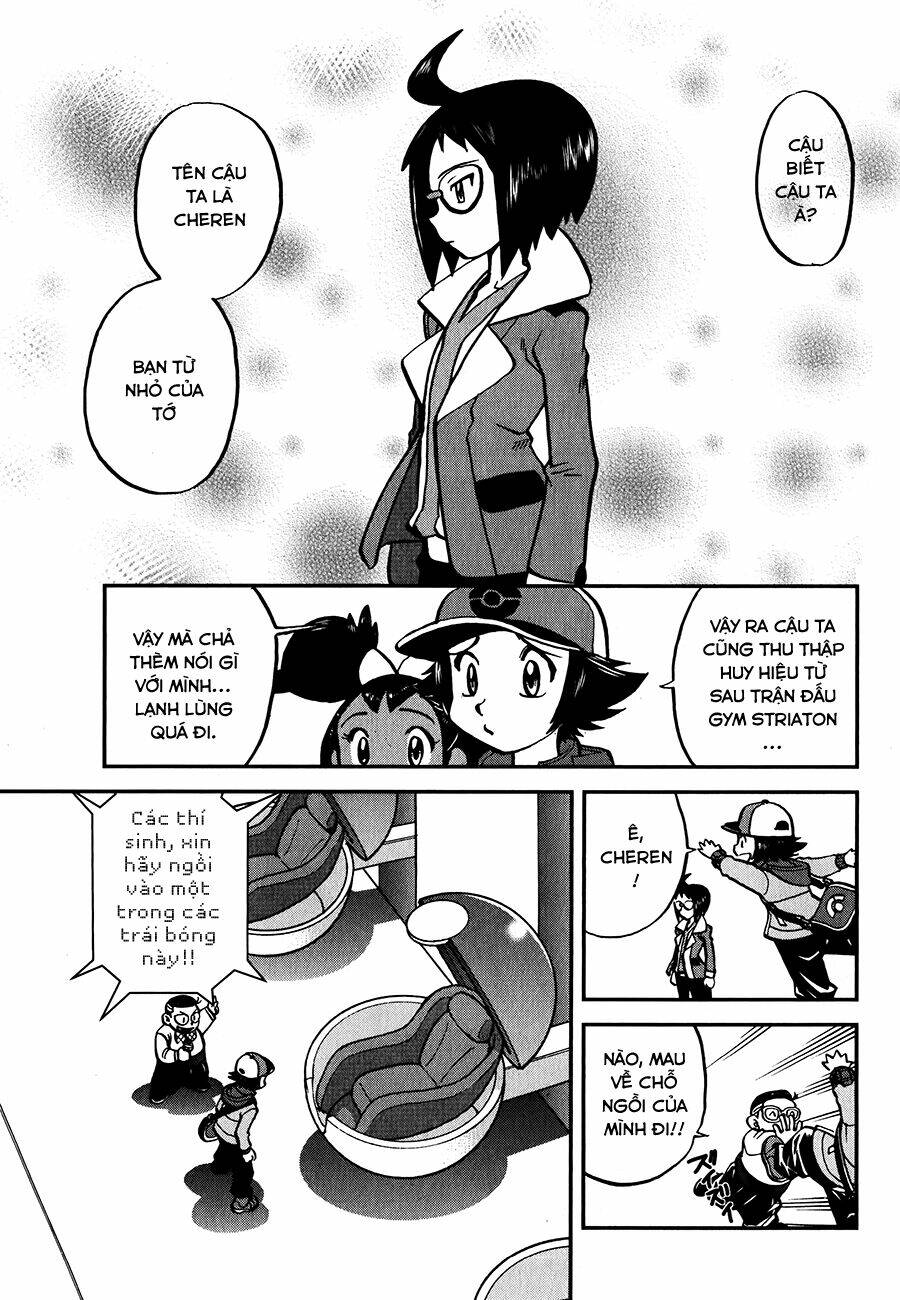 CẬU
BIẾT
CẬU TA
À?
TÊN CẬU
TA LÀ
CHEREN
BẠN TỪ
NHỎ CỦA
TỚ
VẬY RA CẬU TA
CŨNG THU THẬP
HUY HIỆU TỪ
SAU TRẬN ĐẤU
GYM STRIATON
...
VẬY MÀ CHẢ
THÈM NÓI GÌ
VỚI MÌNH...
LẠNH LÙNG
QUÁ ĐI.
Ê,
CHEREN
!
NÀO, MAU
VỀ CHỖ
NGỒI CỦA
MÌNH ĐI!!
ズズズ
Các thí
sinh, xin
hãy ngồi
vào một
trong các
trái bóng
này!!